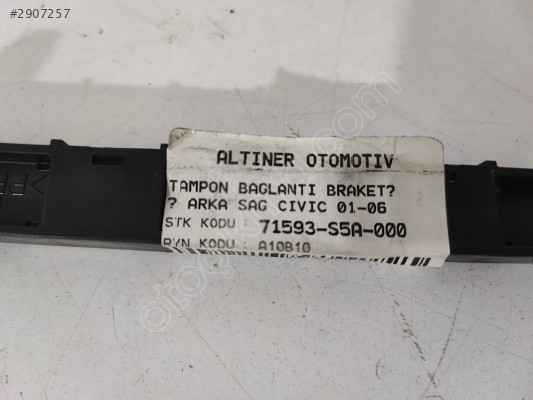 #2907257
ALTINER OTOMOTIV
TAMPON BAGLANTI BRAKET?
? ARKA SAG CIVIC 01-06
STK KODU : 71593-S5A-000
RYN KODU : A10B10